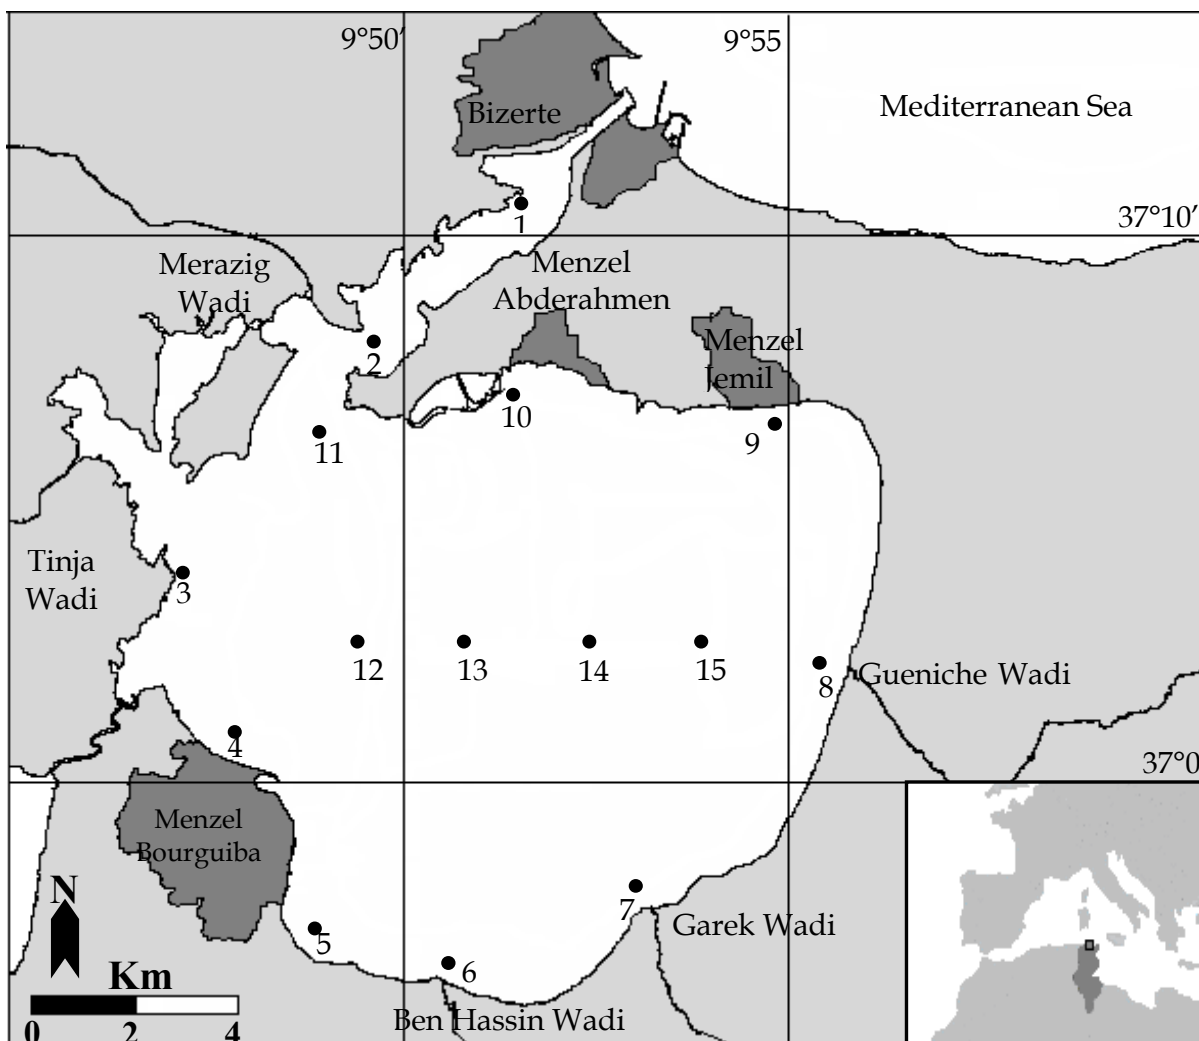 9°50'
9°55
Mediterranean Sea
Bizerte
1
37°10'
Merazig
Wadi
Menzel
Abderahmen
2
Menzel
Jemil
10
9
11
Tinja
Wadi
3
12
13
14
15
8
Gueniche Wadi
4
37°0
Menzel
Bourguiba
N
7
Garek Wadi
5
6
Km
Ben Hassin Wadi
0 2 4